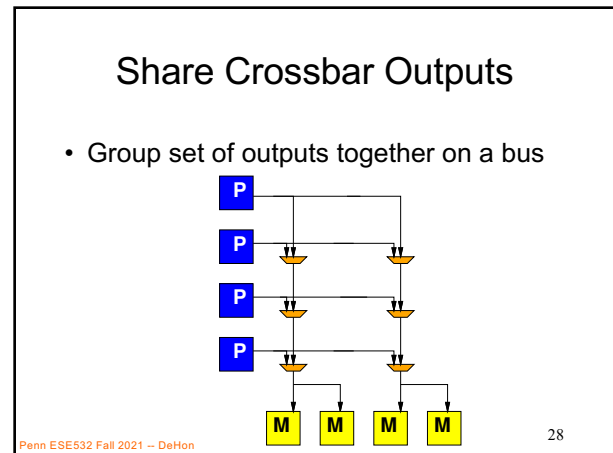 Share Crossbar Outputs
• Group set of outputs together on a bus
P
P
P
P
M M M M
Penn ESE532 Fall 2021 -- DeHon
28